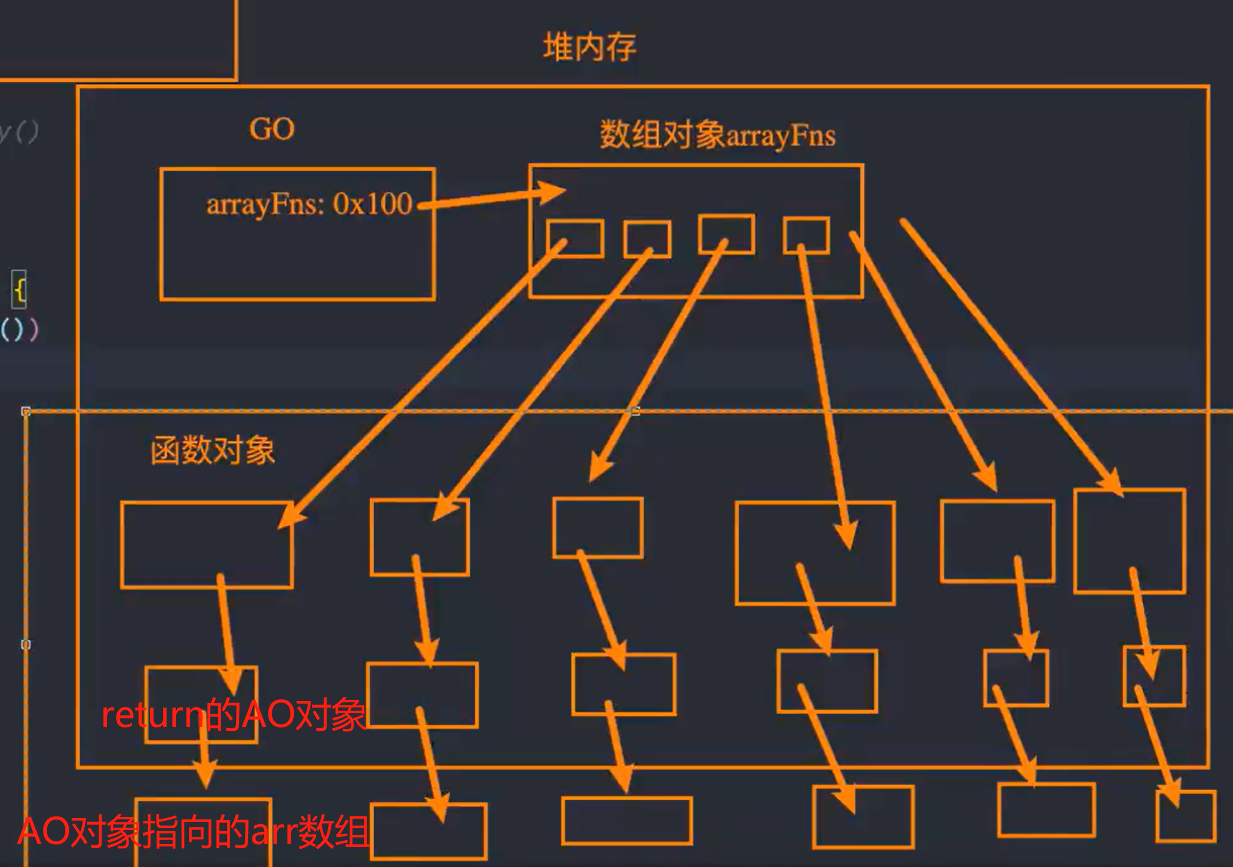 堆内存
GO
数组对象arrayFns
y()
arrayFns: 0x100
{
())
函数对象
return的AO对象
AO对象指向的arr数组